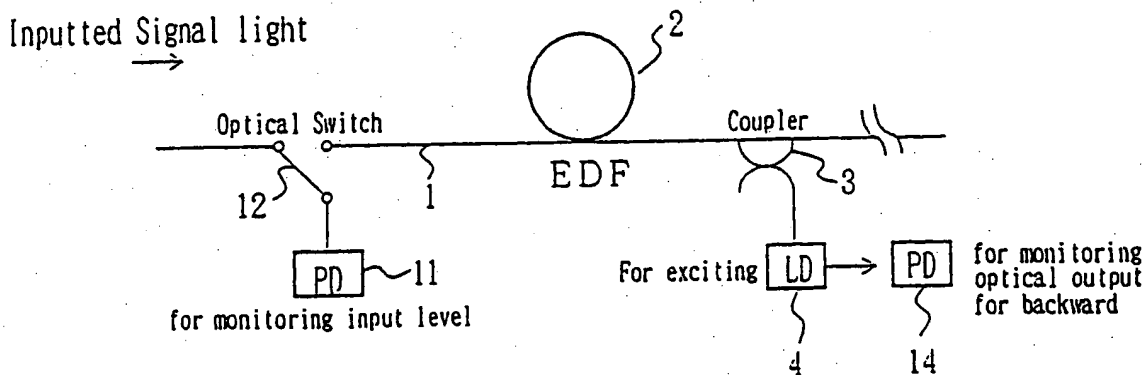 Inputted Signal light
2
Optical Switch
Coupler
EDF
12
1
3
PD
11
for monitoring input level
For exciting
LD
PD
for monitoring
optical output
for backward
4
14